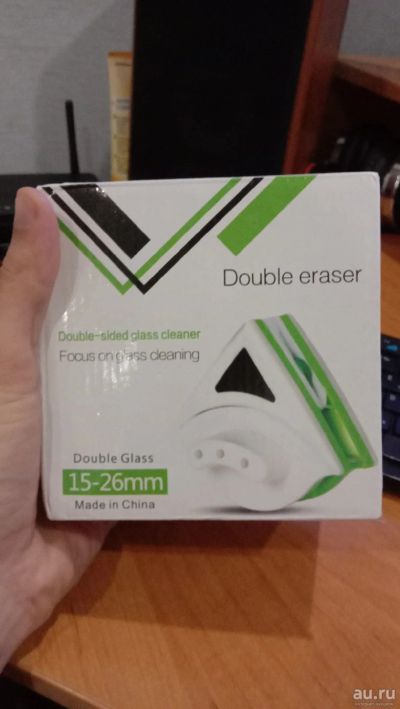 Double eraser
Double-sided glass cleaner
Focus on glass cleaning
Double Glass
15-26mm
Made in China
au.ru